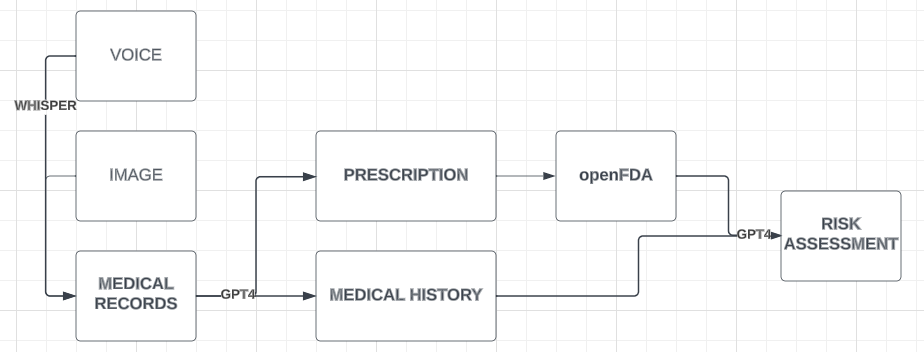 VOICE
WHISPER
IMAGE
PRESCRIPTION
openFDA
RISK
ASSESSMENT
GPT4
MEDICAL
RECORDS
GPT4
MEDICAL HISTORY